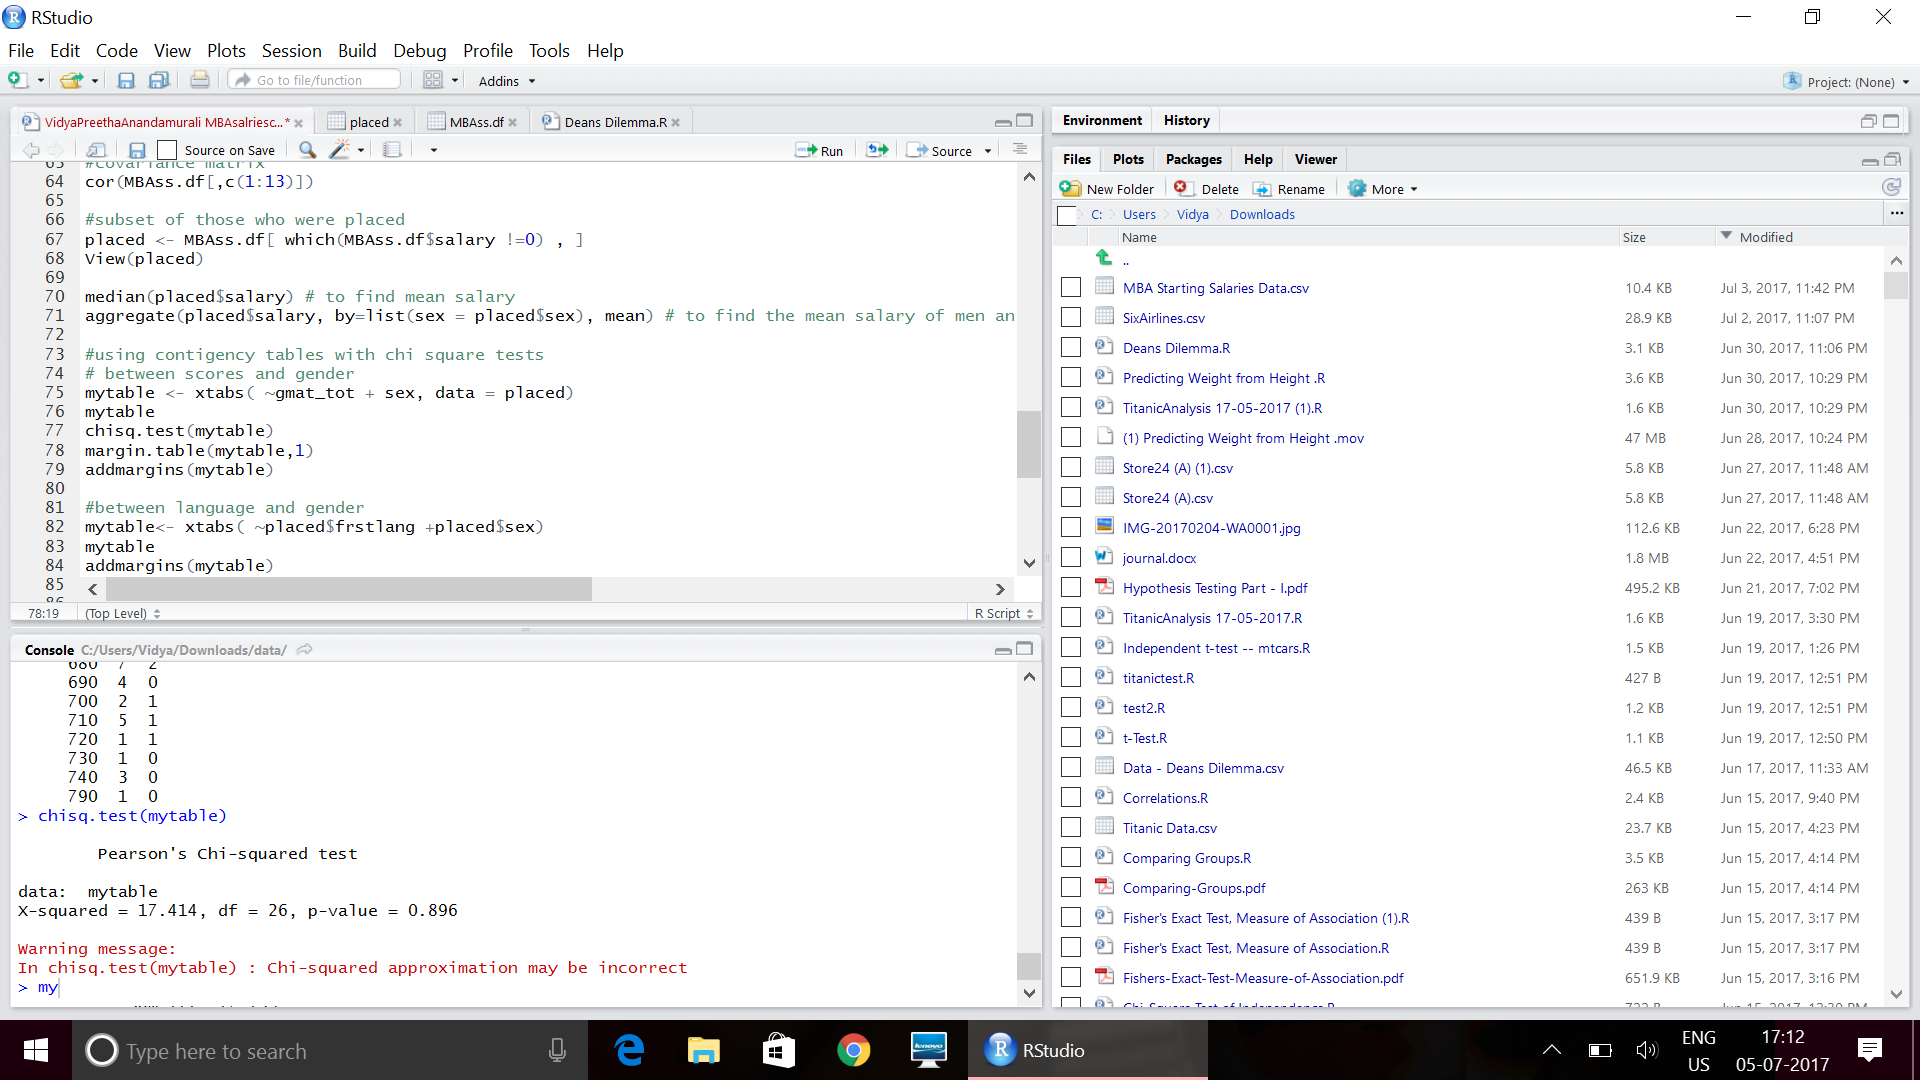 RStudio
File Edit Code View Plots Session Build Debug Profile Tools Help
Go to file/function
Addins
Project: (None)
VidyaPreethaAnandamurali MBAsalriesc...*
placed
MBAss.df
Deans Dilemma.R
Source on Save
Run
Source
65 #covariance matrix
64 cor(MBAss.df[,c(1:13)])
65
66 #subset of those who were placed
67 placed <- MBAss.df[ which(MBAss.df$salary !=0) , ]
68 View(placed)
69
70 median(placed$salary) # to find mean salary
71 aggregate(placed$salary, by=list(sex = placed$sex), mean) # to find the mean salary of men an
72
73 #using contigency tables with chi square tests
74 # between scores and gender
75 mytable <- xtabs( ~gmat_tot + sex, data = placed)
76 mytable
77 chisq.test(mytable)
78 margin.table(mytable,1)
79 addmargins(mytable)
80
81 #between language and gender
82 mytable<- xtabs( ~placed$frstlang +placed$sex)
83 mytable
84 addmargins(mytable)
85
78:19 (Top Level) R Script
Console C:/Users/Vidya/Downloads/data/
680 7 2
690 4 0
700 2 1
710 5 1
720 1 1
730 1 0
740 3 0
790 1 0
> chisq.test(mytable)
Pearson's Chi-squared test
data: mytable
X-squared = 17.414, df = 26, p-value = 0.896
Warning message:
In chisq.test(mytable) : Chi-squared approximation may be incorrect
> my
Environment History
Files Plots Packages Help Viewer
New Folder Delete Rename More
C: Users Vidya Downloads ...
Name Size Modified
..
MBA Starting Salaries Data.csv 10.4 KB Jul 3, 2017, 11:42 PM
SixAirlines.csv 28.9 KB Jul 2, 2017, 11:07 PM
Deans Dilemma.R 3.1 KB Jun 30, 2017, 11:06 PM
Predicting Weight from Height .R 3.6 KB Jun 30, 2017, 10:29 PM
TitanicAnalysis 17-05-2017 (1).R 1.6 KB Jun 30, 2017, 10:29 PM
(1) Predicting Weight from Height .mov 47 MB Jun 28, 2017, 10:24 PM
Store24 (A) (1).csv 5.8 KB Jun 27, 2017, 11:48 AM
Store24 (A).csv 5.8 KB Jun 27, 2017, 11:48 AM
IMG-20170204-WA0001.jpg 112.6 KB Jun 22, 2017, 6:28 PM
journal.docx 1.8 MB Jun 22, 2017, 4:51 PM
Hypothesis Testing Part - I.pdf 495.2 KB Jun 21, 2017, 7:02 PM
TitanicAnalysis 17-05-2017.R 1.6 KB Jun 19, 2017, 3:30 PM
Independent t-test -- mtcars.R 1.5 KB Jun 19, 2017, 1:26 PM
titanictest.R 427 B Jun 19, 2017, 12:51 PM
test2.R 1.2 KB Jun 19, 2017, 12:51 PM
t-Test.R 1.1 KB Jun 19, 2017, 12:50 PM
Data - Deans Dilemma.csv 46.5 KB Jun 17, 2017, 11:33 AM
Correlations.R 2.4 KB Jun 15, 2017, 9:40 PM
Titanic Data.csv 23.7 KB Jun 15, 2017, 4:23 PM
Comparing Groups.R 3.5 KB Jun 15, 2017, 4:14 PM
Comparing-Groups.pdf 263 KB Jun 15, 2017, 4:14 PM
Fisher's Exact Test, Measure of Association (1).R 439 B Jun 15, 2017, 3:17 PM
Fisher's Exact Test, Measure of Association.R 439 B Jun 15, 2017, 3:17 PM
Fishers-Exact-Test-Measure-of-Association.pdf 651.9 KB Jun 15, 2017, 3:16 PM
Type here to search
lenovo
RStudio
ENG
US
17:12
05-07-2017